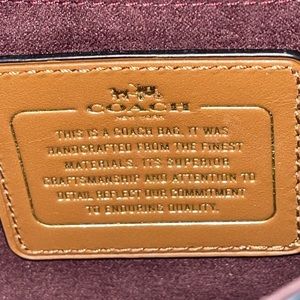 COACH
NEW YORK
THIS IS A COACH BAG. IT WAS
HANDCRAFTED FROM THE FINEST
MATERIALS. ITS SUPERIOR
CRAFTSMANSHIP AND ATTENTION TO
DETAIL REFLECT OUR COMMITMENT
TO ENDURING QUALITY.